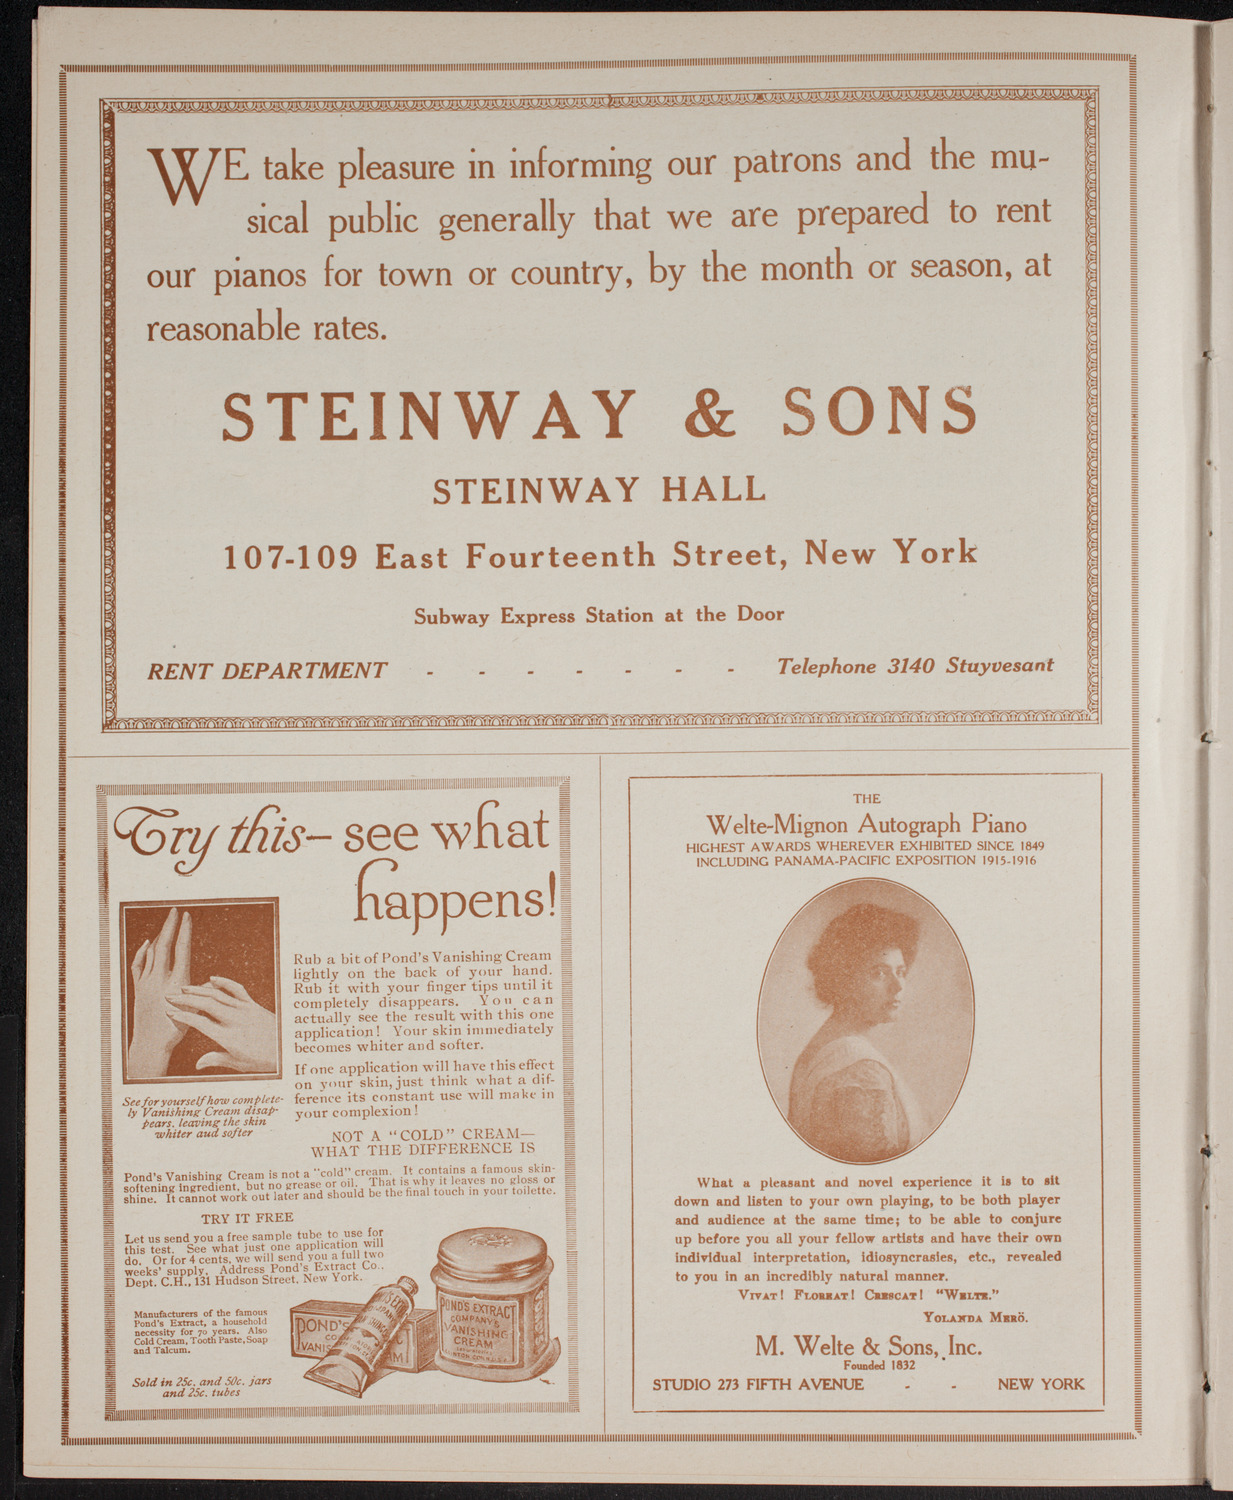 WE take pleasure in informing our patrons and the mu-
sical public generally that we are prepared to rent
our pianos for town or country, by the month or season, at
reasonable rates.
STEINWAY & SONS
STEINWAY HALL
107-109 East Fourteenth Street, New York
Subway Express Station at the Door
RENT DEPARTMENT - - - - - - - Telephone 3140 Stuyvesant
Try this—see what
happens!
Rub a bit of Pond's Vanishing Cream
lightly on the back of your hand.
Rub it with your finger tips until it
completely disappears. You can
actually see the result with this one
application! Your skin immediately
becomes whiter and softer.
If one application will have this effect
on your skin, just think what a dif-
ference its constant use will make in
your complexion!
See for yourself how complete-
ly Vanishing Cream disap-
pears, leaving the skin
whiter and softer
NOT A "COLD" CREAM—
WHAT THE DIFFERENCE IS
Pond's Vanishing Cream is not a "cold" cream. It contains a famous skin-
softening ingredient, but no grease or oil. That is why it leaves no gloss or
shine. It cannot work out later and should be the final touch in your toilette.
TRY IT FREE
Let us send you a free sample tube to use for
this test. See what just one application will
do. Or for 4 cents, we will send you a full two
weeks' supply. Address Pond's Extract Co.,
Dept. C.H., 131 Hudson Street, New York.
Manufacturers of the famous
Pond's Extract, a household
necessity for 70 years. Also
Cold Cream, Tooth Paste, Soap
and Talcum.
Sold in 25c. and 50c. jars
and 25c. tubes
POND'S
VANIS
POND'S EXTRACT
COMPANY'S
VANISHING
CREAM
THE
Welte-Mignon Autograph Piano
HIGHEST AWARDS WHEREVER EXHIBITED SINCE 1849
INCLUDING PANAMA-PACIFIC EXPOSITION 1915-1916
What a pleasant and novel experience it is to sit
down and listen to your own playing, to be both player
and audience at the same time; to be able to conjure
up before you all your fellow artists and have their own
individual interpretation, idiosyncrasies, etc., revealed
to you in an incredibly natural manner.
VIVAT! FLOREAT! CRESCAT! "WELTE."
YOLANDA MERÖ.
M. Welte & Sons, Inc.
Founded 1832
STUDIO 273 FIFTH AVENUE - - NEW YORK